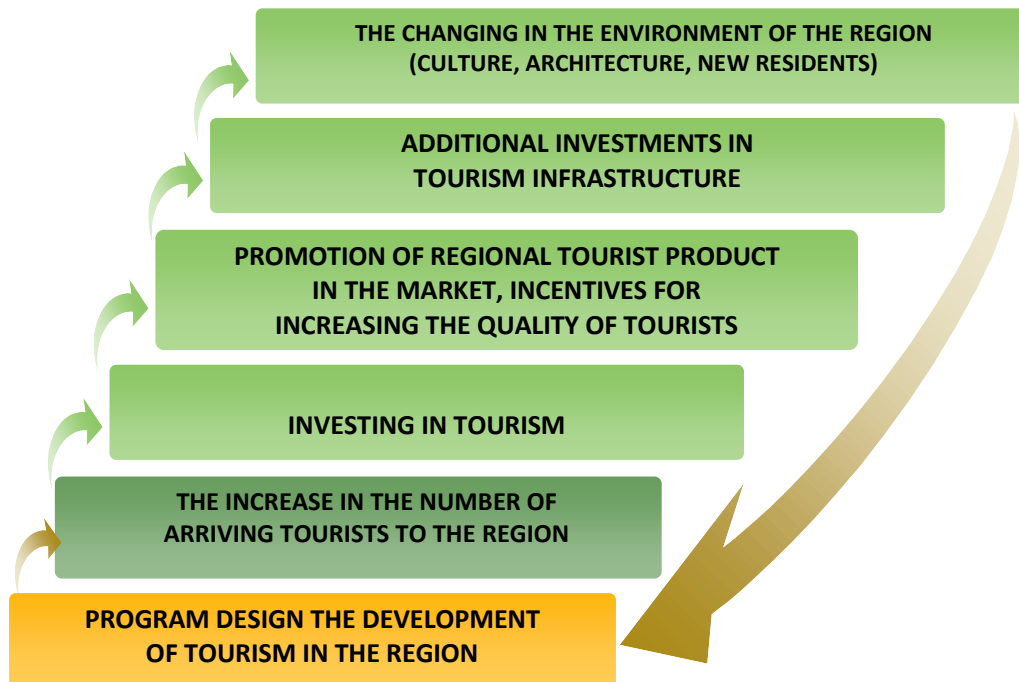 THE CHANGING IN THE ENVIRONMENT OF THE REGION
(CULTURE, ARCHITECTURE, NEW RESIDENTS)
ADDITIONAL INVESTMENTS IN
TOURISM INFRASTRUCTURE
PROMOTION OF REGIONAL TOURIST PRODUCT
IN THE MARKET, INCENTIVES FOR
INCREASING THE QUALITY OF TOURISTS
INVESTING IN TOURISM
THE INCREASE IN THE NUMBER OF
ARRIVING TOURISTS TO THE REGION
PROGRAM DESIGN THE DEVELOPMENT
OF TOURISM IN THE REGION